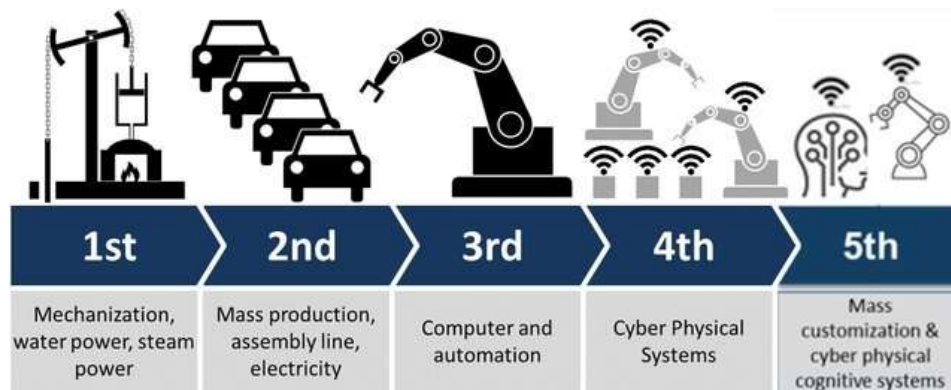 1st
2nd
3rd
4th
5th
Mechanization,
water power, steam
power
Mass production,
assembly line,
electricity
Computer and
automation
Cyber Physical
Systems
Mass
customization &
cyber physical
cognitive systems